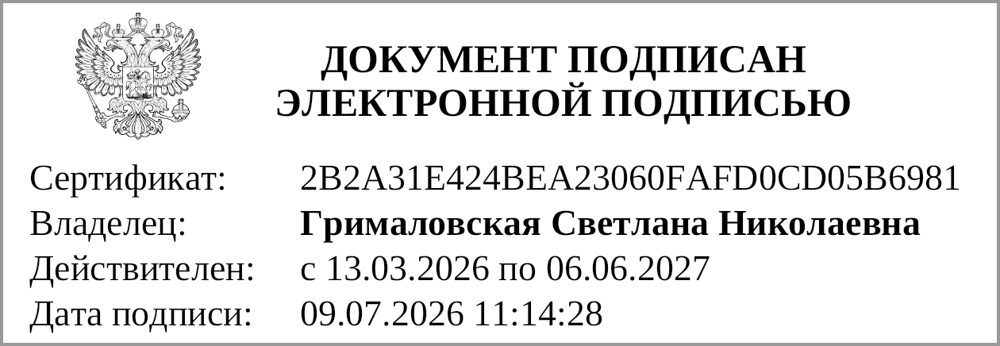 ДОКУМЕНТ ПОДПИСАН
ЭЛЕКТРОННОЙ ПОДПИСЬЮ
Сертификат: 2B2A31E424BEA23060FAFD0CD05B6981
Владелец: Грималовская Светлана Николаевна
Действителен: с 13.03.2026 по 06.06.2027
Дата подписи: 09.07.2026 11:14:28